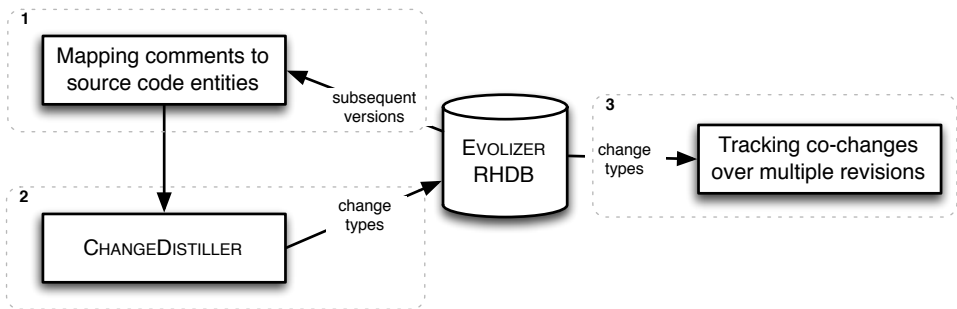 1
Mapping comments to
source code entities
subsequent
versions
2
CHANGEDISTILLER
change
types
EVOLIZER
RHDB
3
change
types
Tracking co-changes
over multiple revisions